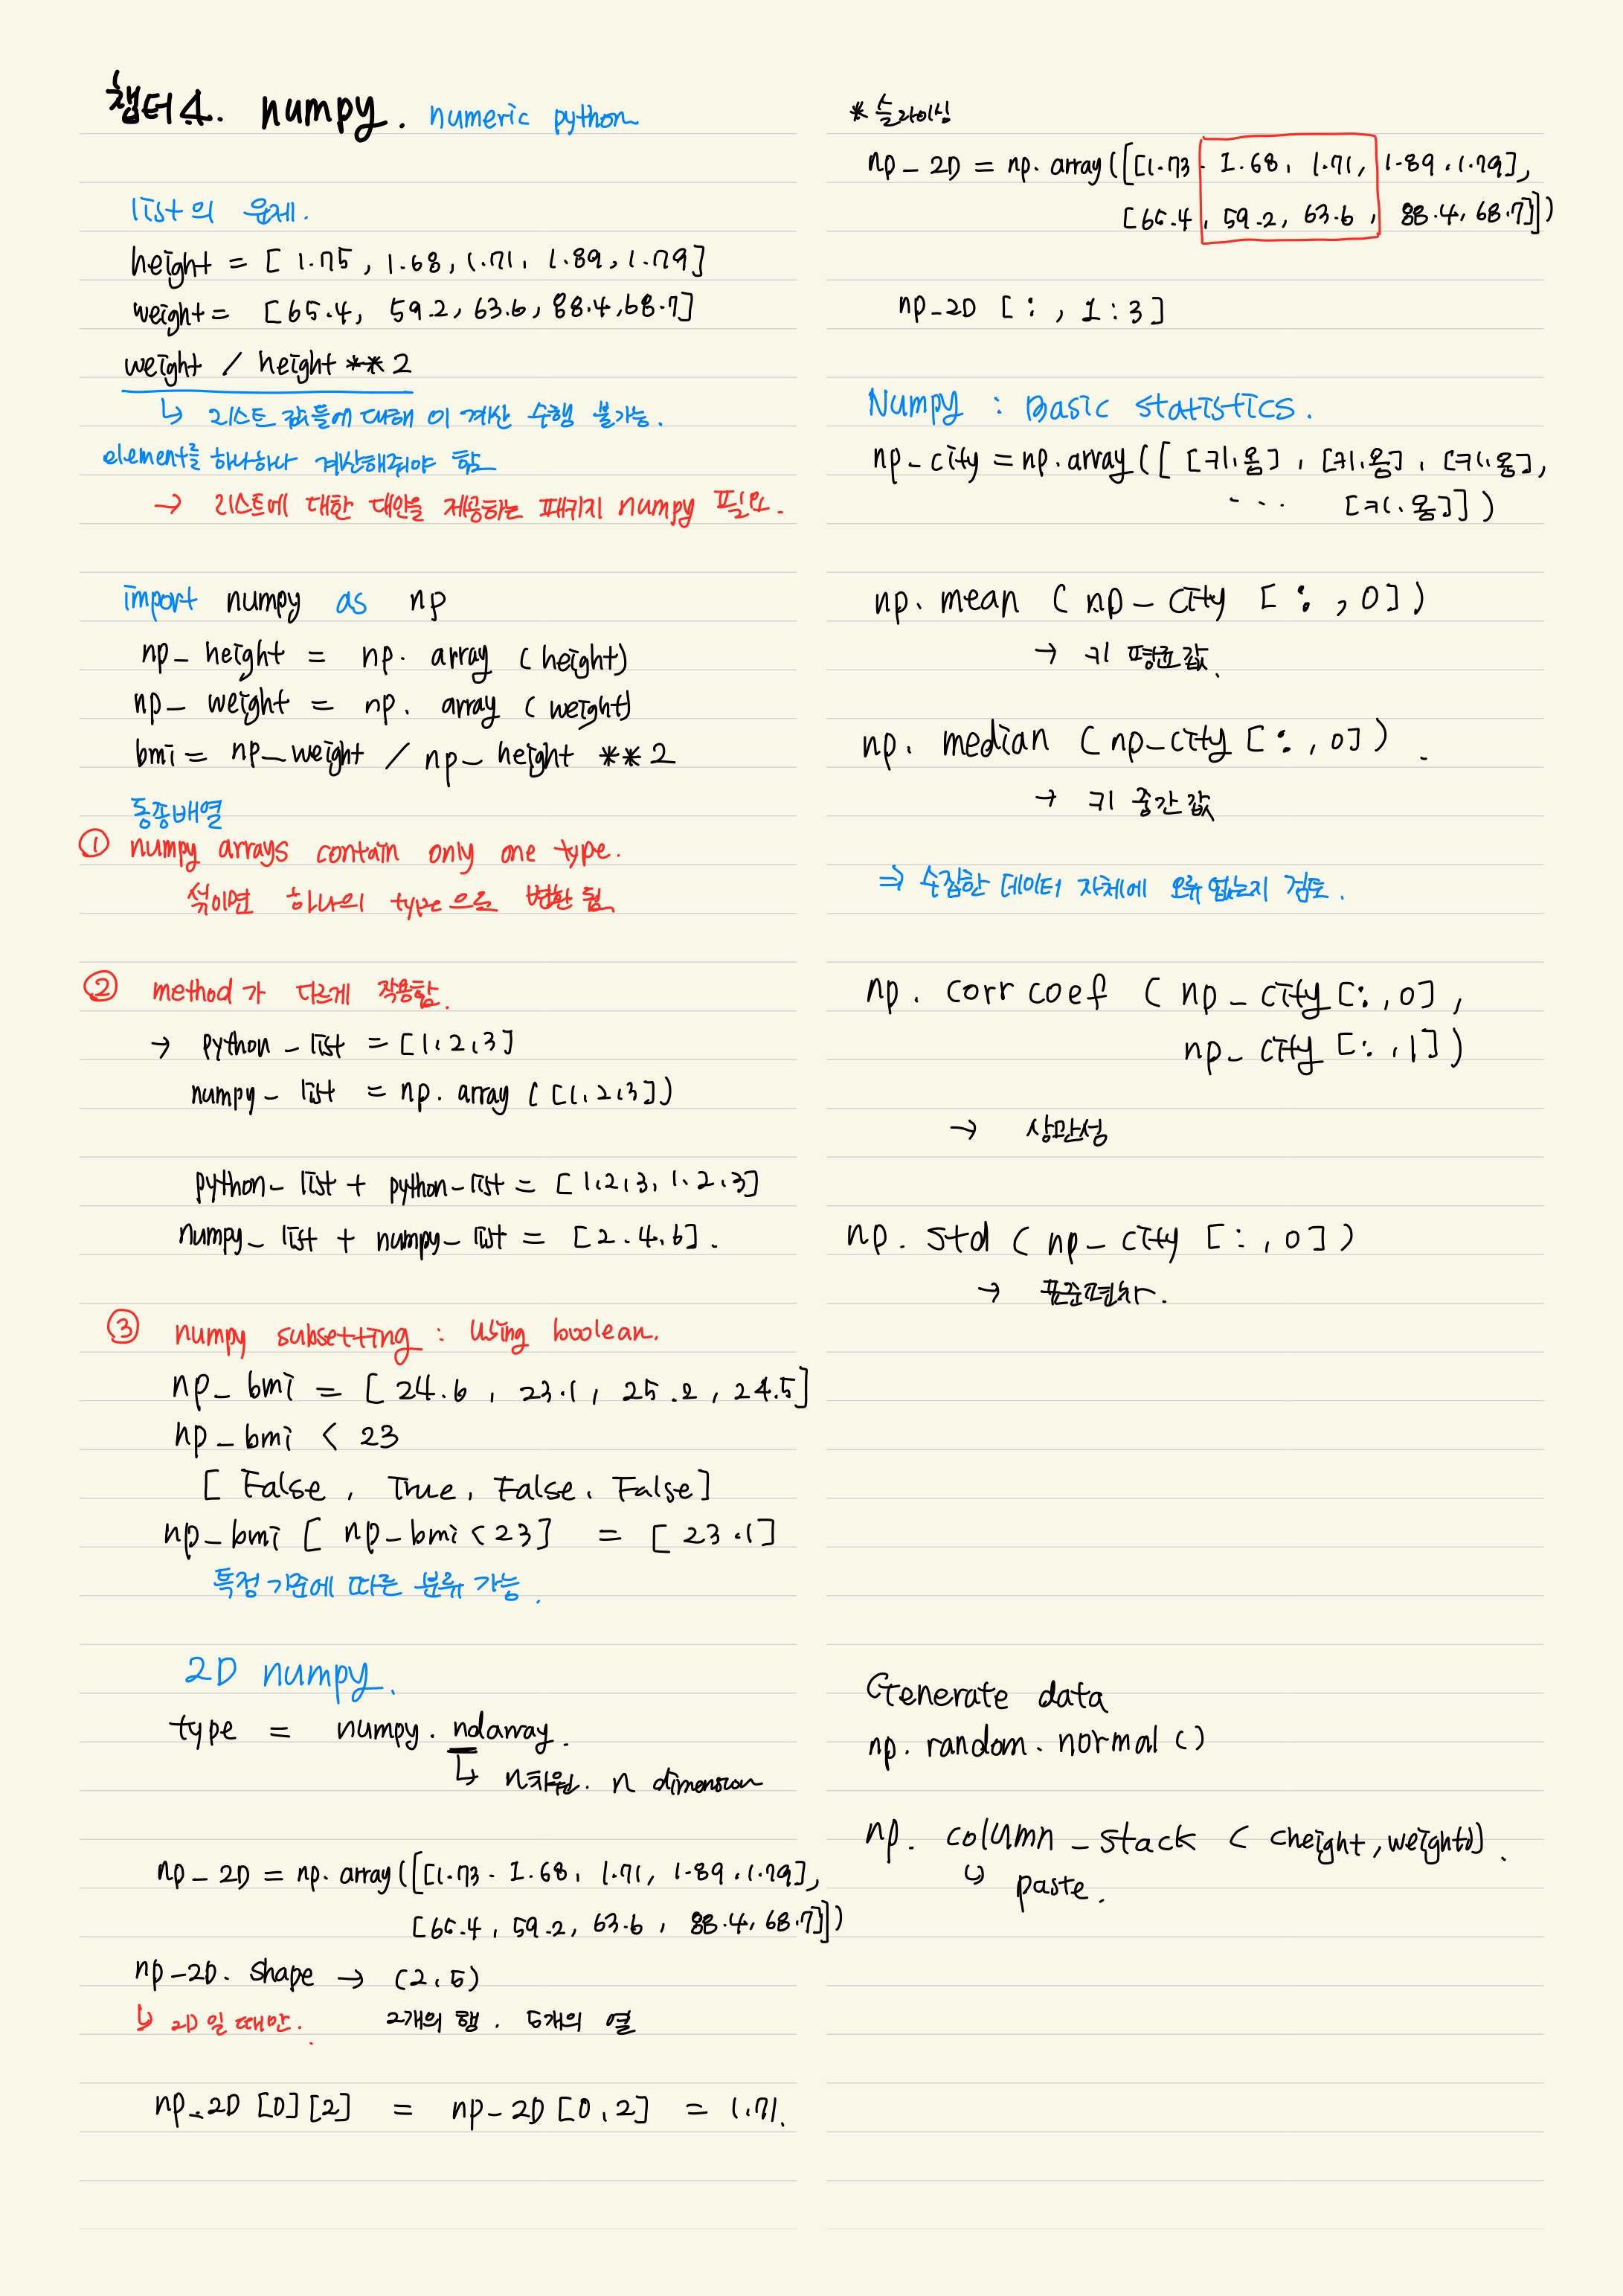 챕터4. numpy. numeric python
list의 문제.
height = [ 1.75, 1.68, 1.71, 1.89, 1.79]
weight = [65.4, 59.2, 63.6, 88.4, 68.7]
weight / height ** 2
↳ 리스트 값들에 대해 이 계산 수행 불가능.
element를 하나하나 계산해줘야 함
→ 리스트에 대한 대안을 제공하는 패키지 numpy 필요.
import numpy as np
np_height = np. array (height)
np_weight = np. array (weight)
bmi = np_weight / np_height ** 2
동종배열
① numpy arrays contain only one type.
섞이면 하나의 type으로 변환 됨
② method가 다르게 작용함.
→ python_list = [1,2,3]
numpy_list = np. array ([1,2,3])
python_list + python_list = [1,2,3,1,2,3]
numpy_list + numpy_list = [2.4.6].
③ numpy subsetting : using boolean.
np_bmi = [24.6, 23.1, 25.2, 24.5]
np_bmi < 23
[False, True, False, False]
np_bmi [ np_bmi < 23] = [23.1]
특정 기준에 따른 분류 가능.
2D numpy.
type = numpy. ndarray.
↳ n차원. n dimension
np_2D = np. array ([[1.73. 1.68, 1.71, 1.89. 1.79],
[65.4, 59.2, 63.6, 88.4, 68.7]])
np_2D. shape → (2,5)
↳ 2D일 때만. 2개의 행. 5개의 열
np_2D [0][2] = np_2D [0,2] = 1.71.
* 슬라이싱
np_2D = np. array ([[1.73. 1.68, 1.71, 1.89. 1.79],
[65.4, 59.2, 63.6, 88.4, 68.7]])
np_2D [: , 1:3]
Numpy : Basic statistics.
np_city = np.array ([ [키,몸], [키,몸], [키,몸],
... [키,몸]])
np. mean ( np_city [: ,0])
→ 키 평균값.
np. median ( np_city [: ,0]).
→ 키 중간값
⇒ 수집한 데이터 자체에 오류 없는지 검토.
np. corrcoef ( np_city [: ,0],
np_city [: ,1])
→ 상관성
np. std ( np_city [: ,0])
→ 표준편차.
Generate data
np. random. normal ()
np. column_stack ( (height, weight)).
↳ paste.